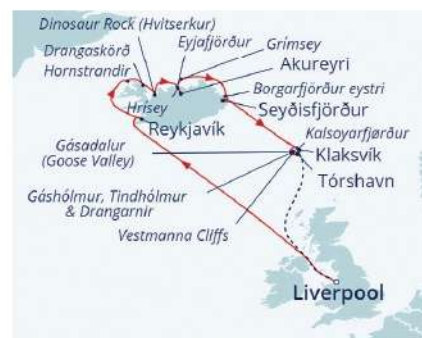 Dinosaur Rock (Hvitserkur)
Drangaskörð
Hornstrandir
Eyjafjörður
Grímsey
Akureyri
Borgarfjörður eystri
Seyðisfjörður
Hrísey
Reykjavík
Kalsoyarfjørður
Gásadalur
(Goose Valley)
Klaksvík
Tórshavn
Gáshólmur, Tindhólmur
& Drangarnir
Vestmanna Cliffs
Liverpool